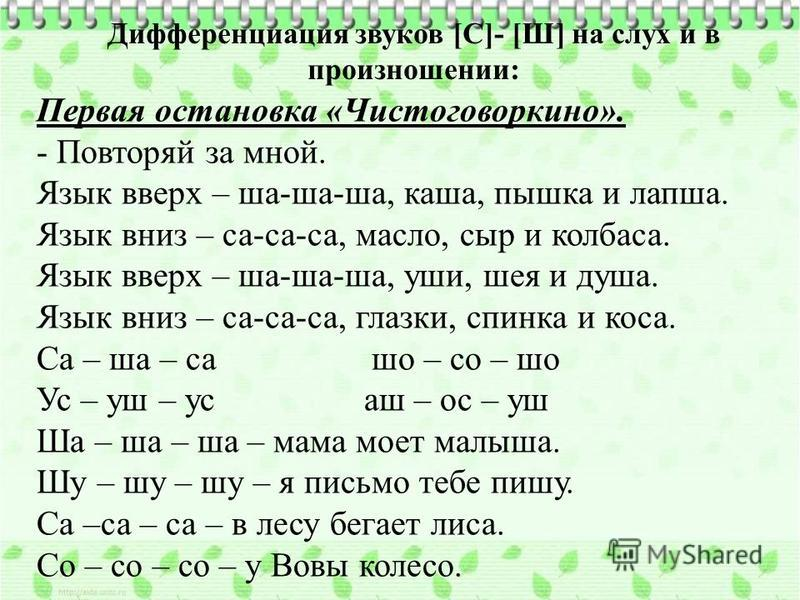 Дифференциация звуков [С]- [Ш] на слух и в
произношении:
Первая остановка «Чистоговоркино».
- Повторяй за мной.
Язык вверх – ша-ша-ша, каша, пышка и лапша.
Язык вниз – са-са-са, масло, сыр и колбаса.
Язык вверх – ша-ша-ша, уши, шея и душа.
Язык вниз – са-са-са, глазки, спинка и коса.
Са – ша – са шо – со – шо
Ус – уш – ус аш – ос – уш
Ша – ша – ша – мама моет малыша.
Шу – шу – шу – я письмо тебе пишу.
Са –са – са – в лесу бегает лиса.
Со – со – со – у Вовы колесо.
MyShared